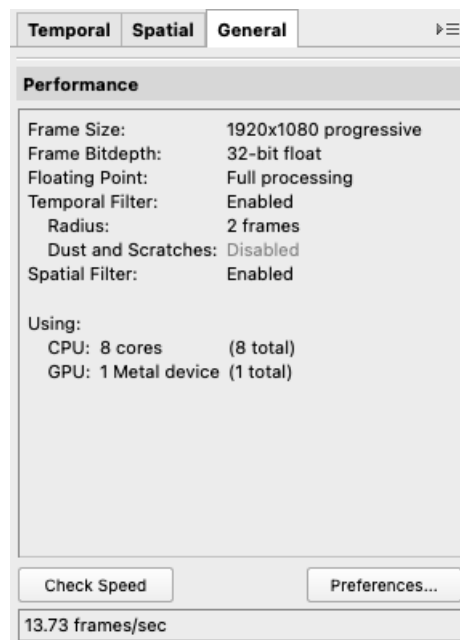 Temporal Spatial General
Performance
Frame Size: 1920x1080 progressive
Frame Bitdepth: 32-bit float
Floating Point: Full processing
Temporal Filter: Enabled
Radius: 2 frames
Dust and Scratches: Disabled
Spatial Filter: Enabled
Using:
CPU: 8 cores (8 total)
GPU: 1 Metal device (1 total)
Check Speed Preferences...
13.73 frames/sec